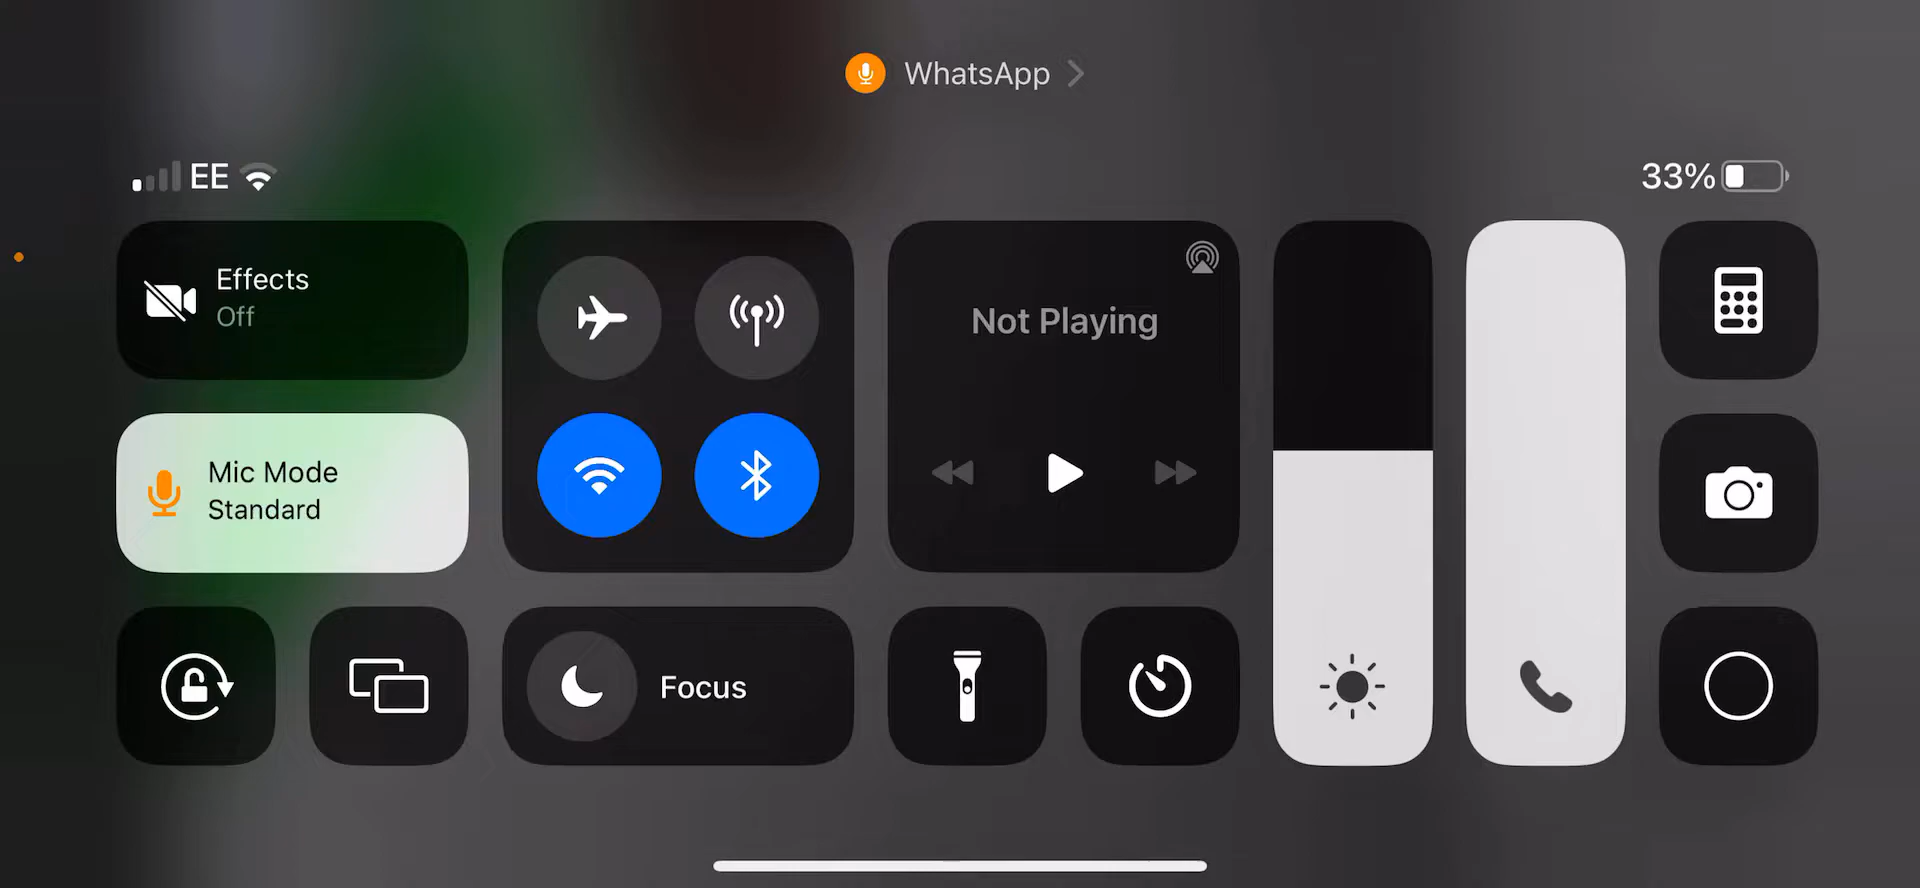 WhatsApp
EE
33%
Effects
Off
Not Playing
Mic Mode
Standard
Focus